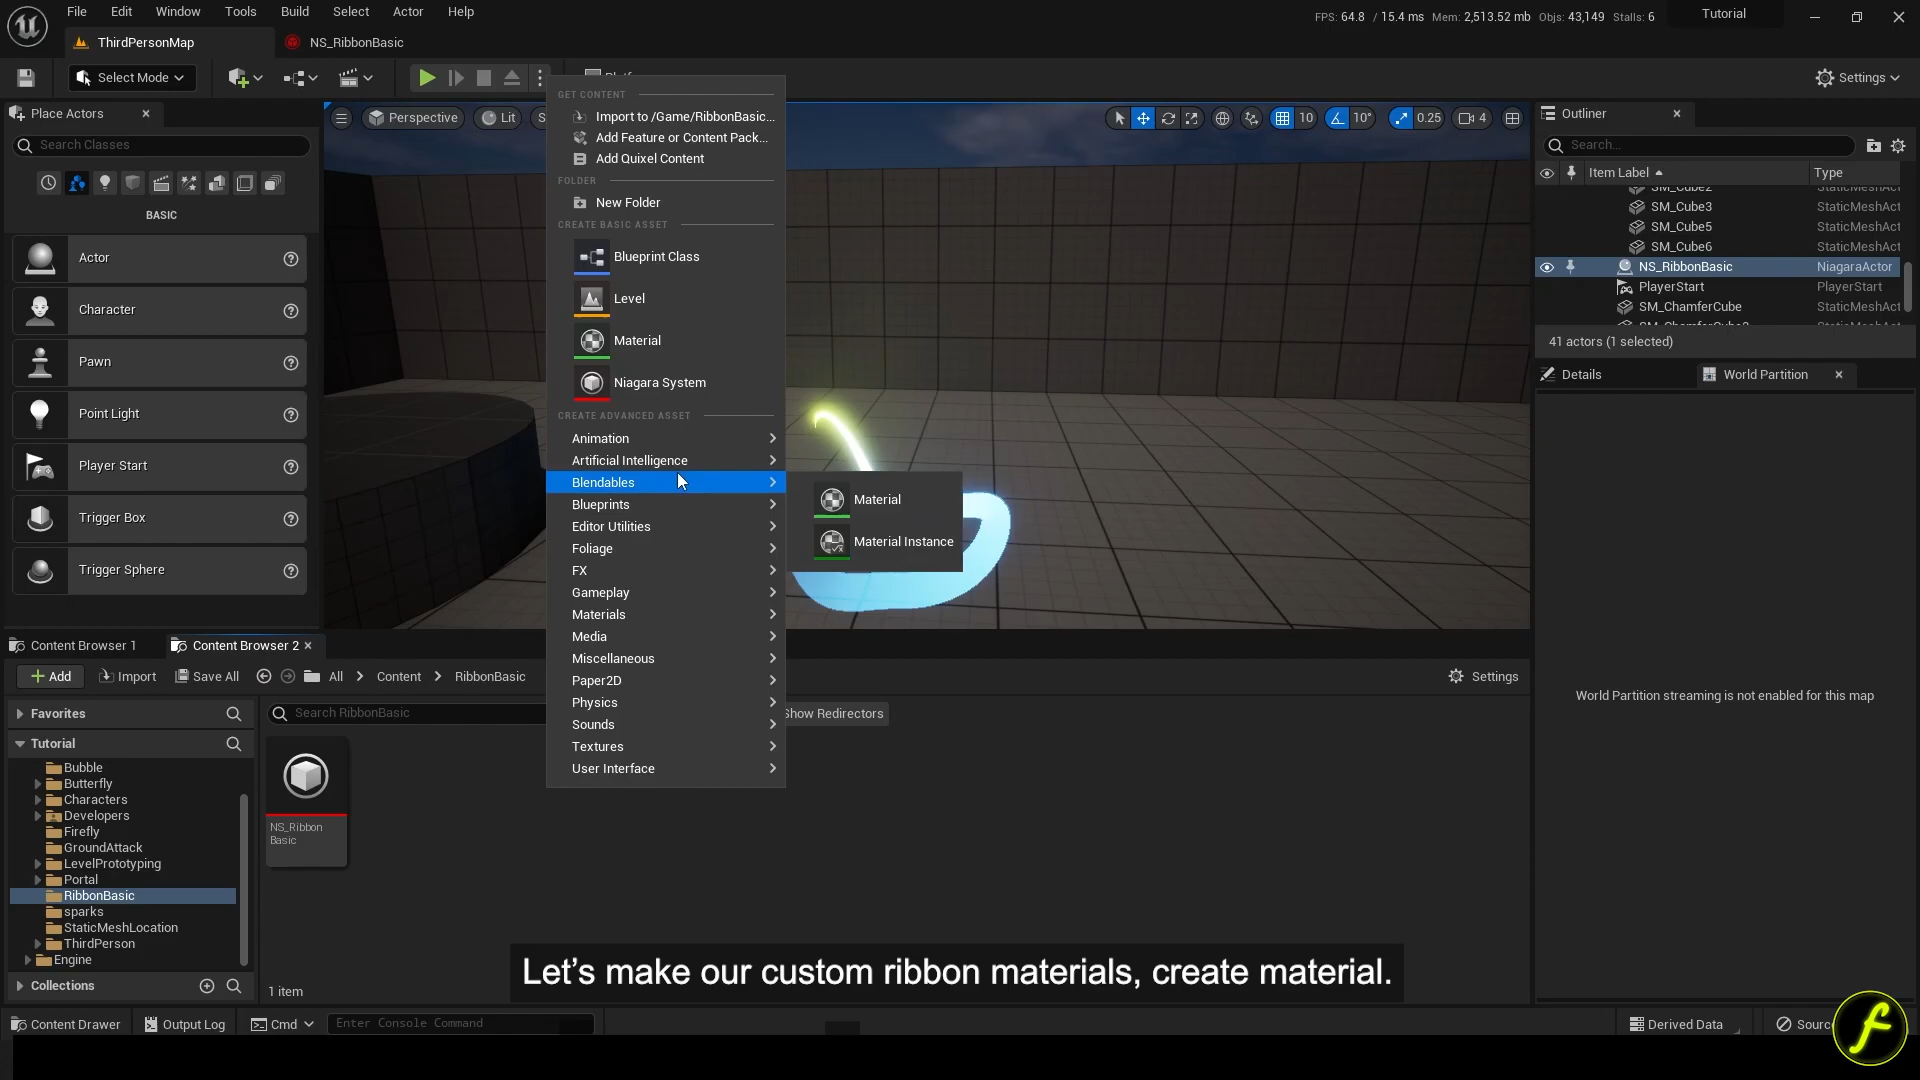 File Edit Window Tools Build Select Actor Help
FPS: 64.8 / 15.4 ms Mem: 2,513.52 mb Objs: 43,149 Stalls: 6
Tutorial
ThirdPersonMap
NS_RibbonBasic
Select Mode
Settings
Place Actors
Search Classes
BASIC
Actor
Character
Pawn
Point Light
Player Start
Trigger Box
Trigger Sphere
Perspective
Lit
10
10°
0.25
4
GET CONTENT
Import to /Game/RibbonBasic...
Add Feature or Content Pack...
Add Quixel Content
FOLDER
New Folder
CREATE BASIC ASSET
Blueprint Class
Level
Material
Niagara System
CREATE ADVANCED ASSET
Animation
Artificial Intelligence
Blendables
Blueprints
Editor Utilities
Foliage
FX
Gameplay
Materials
Media
Miscellaneous
Paper2D
Physics
Sounds
Textures
User Interface
Material
Material Instance
Outliner
Search...
Item Label Type
SM_Cube2 StaticMeshAct
SM_Cube3 StaticMeshAct
SM_Cube5 StaticMeshAct
SM_Cube6 StaticMeshAct
NS_RibbonBasic NiagaraActor
PlayerStart PlayerStart
SM_ChamferCube StaticMeshAct
41 actors (1 selected)
Details
World Partition
World Partition streaming is not enabled for this map
Content Browser 1
Content Browser 2
Add
Import
Save All
All
Content
RibbonBasic
Settings
Favorites
Search RibbonBasic
Show Redirectors
Tutorial
Bubble
Butterfly
Characters
Developers
Firefly
GroundAttack
LevelPrototyping
Portal
RibbonBasic
sparks
StaticMeshLocation
ThirdPerson
Engine
Collections
NS_Ribbon
Basic
1 item
Let's make our custom ribbon materials, create material.
Content Drawer
Output Log
Cmd
Enter Console Command
Derived Data
f